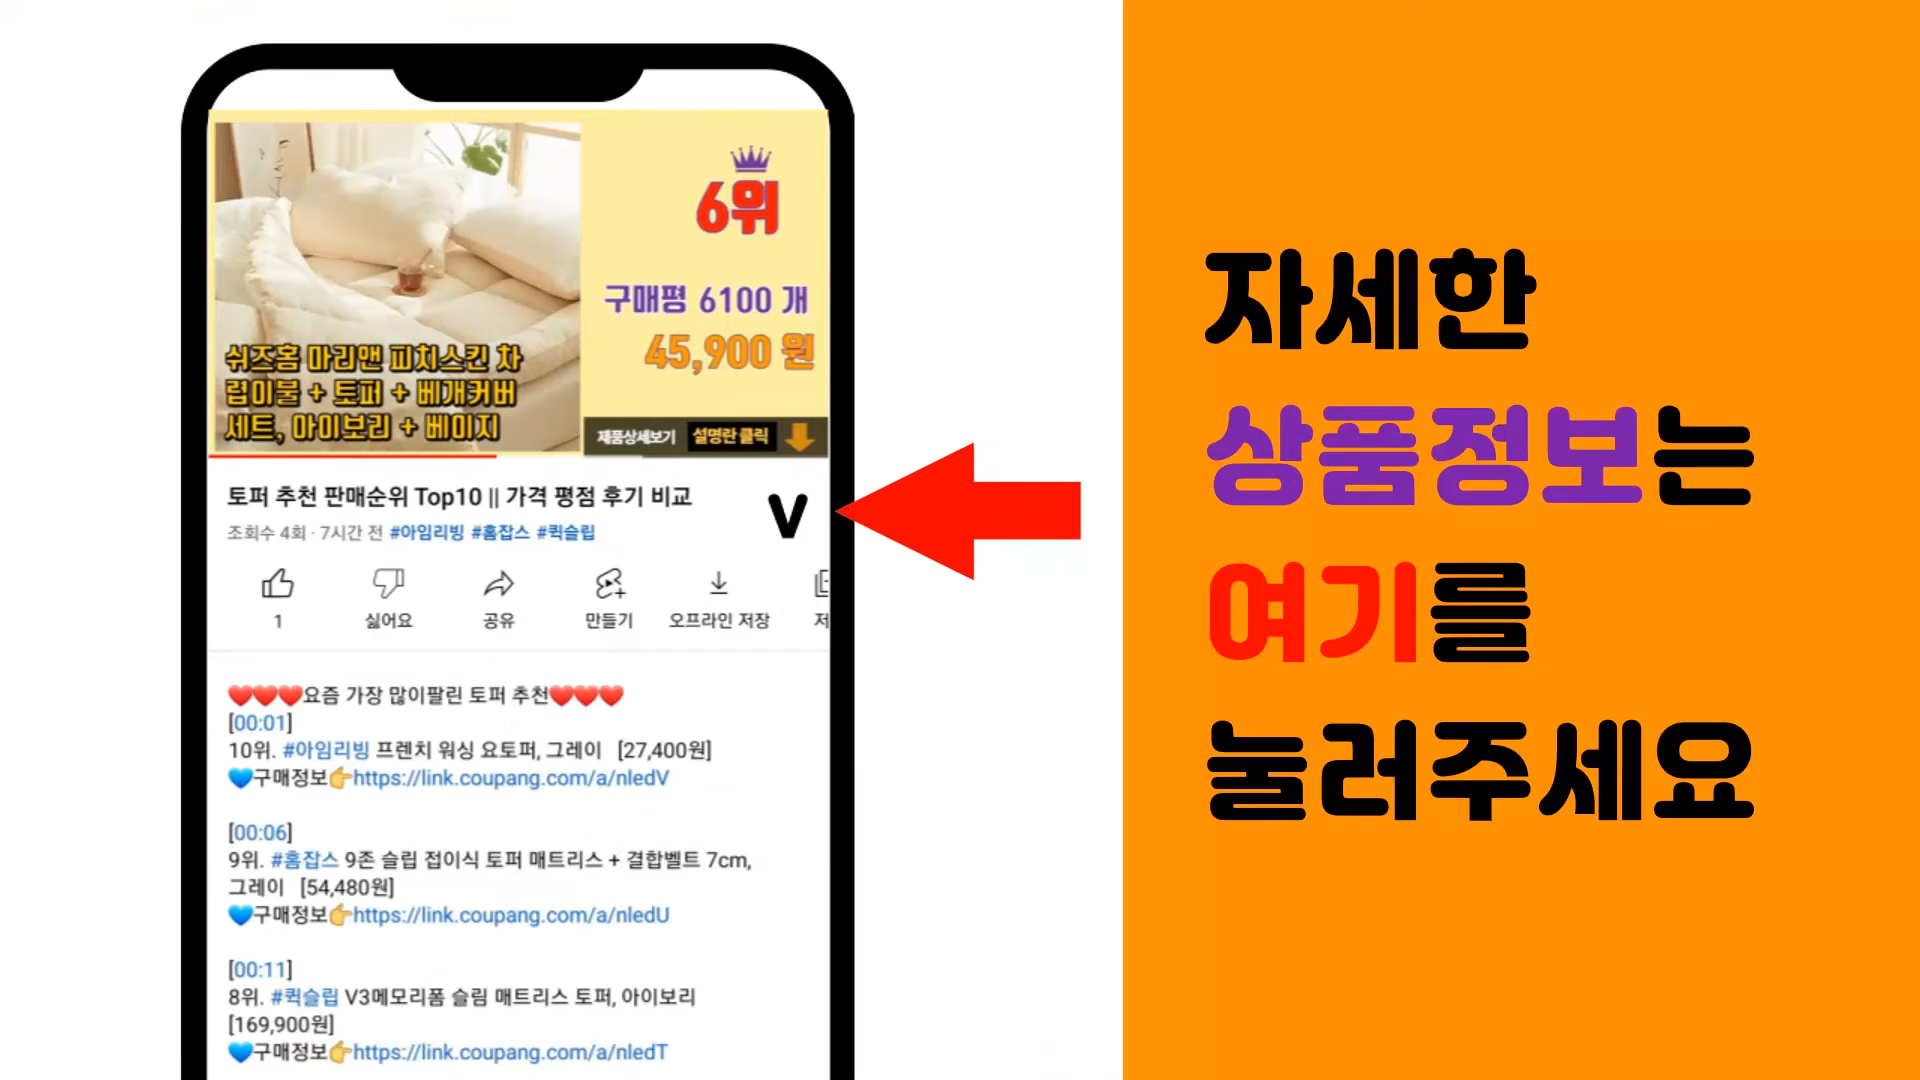 6위
구매평 6100 개
45,900 원
쉬즈홈 마리앤 피치스킨 차
렵이불 + 토퍼 + 베개커버
세트, 아이보리 + 베이지
제품상세보기 설명란 클릭
토퍼 추천 판매순위 Top10 || 가격 평점 후기 비교
V
조회수 4회 · 7시간 전 #아임리빙 #홈잡스 #퀵슬립
1 싫어요 공유 만들기 오프라인 저장 저
❤️❤️❤️요즘 가장 많이팔린 토퍼 추천❤️❤️❤️
[00:01]
10위. #아임리빙 프렌치 워싱 요토퍼, 그레이 [27,400원]
💙구매정보👉https://link.coupang.com/a/nledV
[00:06]
9위. #홈잡스 9존 슬립 접이식 토퍼 매트리스 + 결합벨트 7cm,
그레이 [54,480원]
💙구매정보👉https://link.coupang.com/a/nledU
[00:11]
8위. #퀵슬립 V3메모리폼 슬림 매트리스 토퍼, 아이보리
[169,900원]
💙구매정보👉https://link.coupang.com/a/nledT
자세한
상품정보는
여기를
눌러주세요